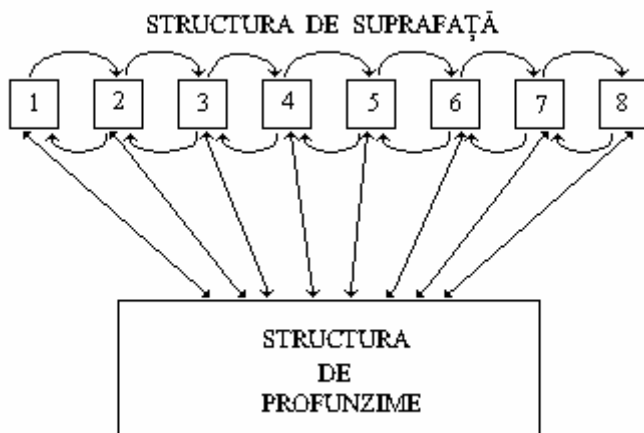 STRUCTURA DE SUPRAFAȚĂ
1 2 3 4 5 6 7 8
STRUCTURA
DE
PROFUNZIME